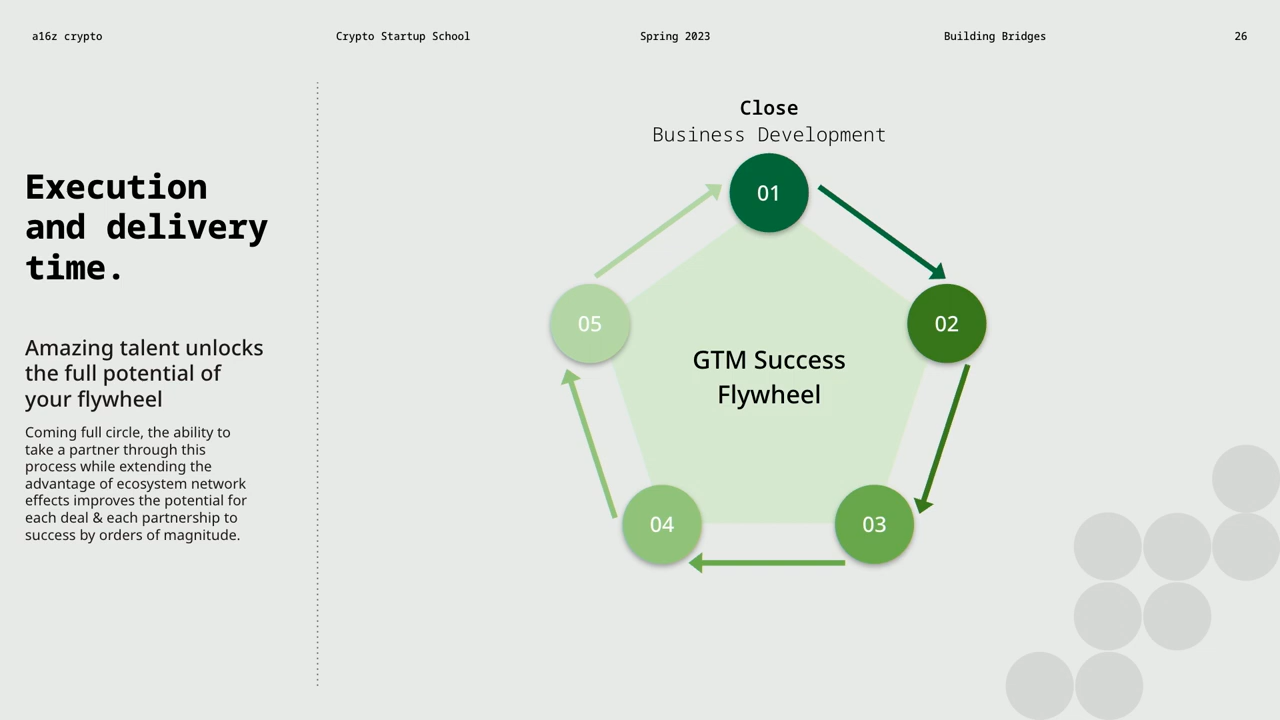 a16z crypto
Crypto Startup School
Spring 2023
Building Bridges
26
Execution
and delivery
time.
Amazing talent unlocks
the full potential of
your flywheel
Coming full circle, the ability to
take a partner through this
process while extending the
advantage of ecosystem network
effects improves the potential for
each deal & each partnership to
success by orders of magnitude.
Close
Business Development
01
02
03
04
05
GTM Success
Flywheel